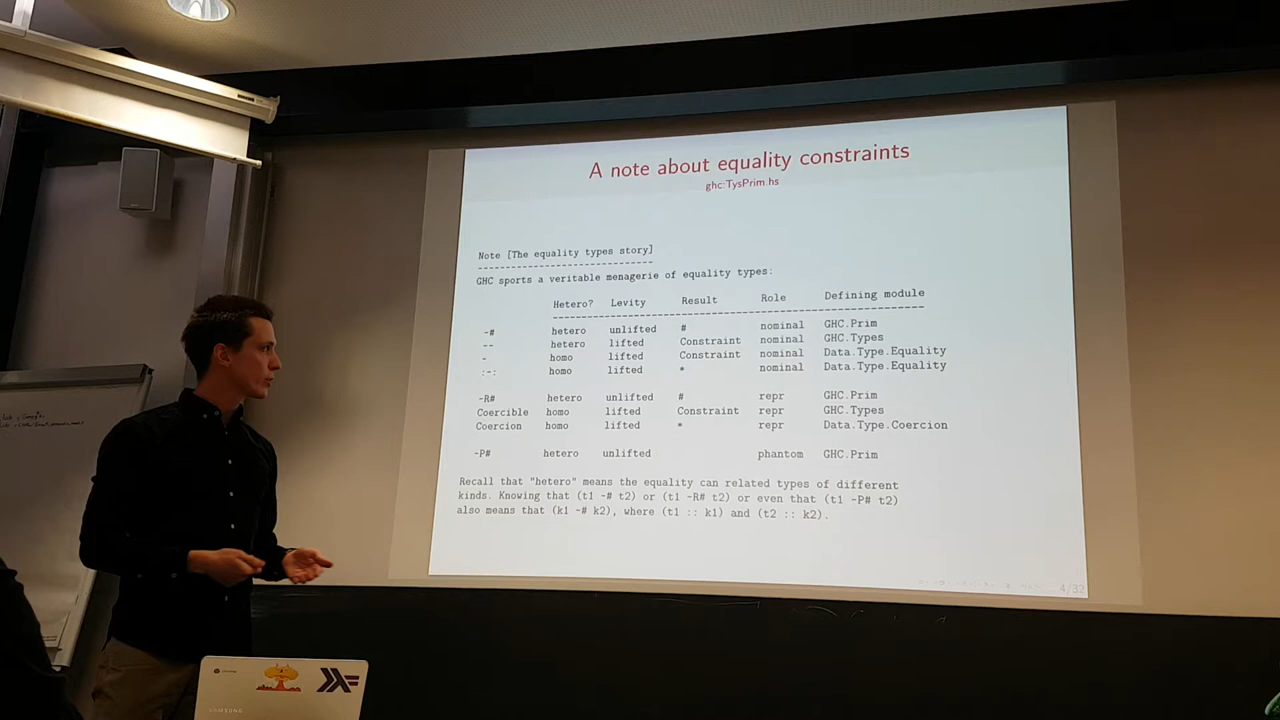 A note about equality constraints
ghc:TysPrim.hs
Note [The equality types story]
------------------------------
GHC sports a veritable menagerie of equality types:
Hetero? Levity Result Role Defining module
-# hetero unlifted # nominal GHC.Prim
-- hetero lifted Constraint nominal GHC.Types
- homo lifted Constraint nominal Data.Type.Equality
:-: homo lifted * nominal Data.Type.Equality
-R# hetero unlifted # repr GHC.Prim
Coercible homo lifted Constraint repr GHC.Types
Coercion homo lifted * repr Data.Type.Coercion
-P# hetero unlifted phantom GHC.Prim
Recall that "hetero" means the equality can related types of different
kinds. Knowing that (t1 -# t2) or (t1 -R# t2) or even that (t1 -P# t2)
also means that (k1 -# k2), where (t1 :: k1) and (t2 :: k2).
4/32
SAMSUNG